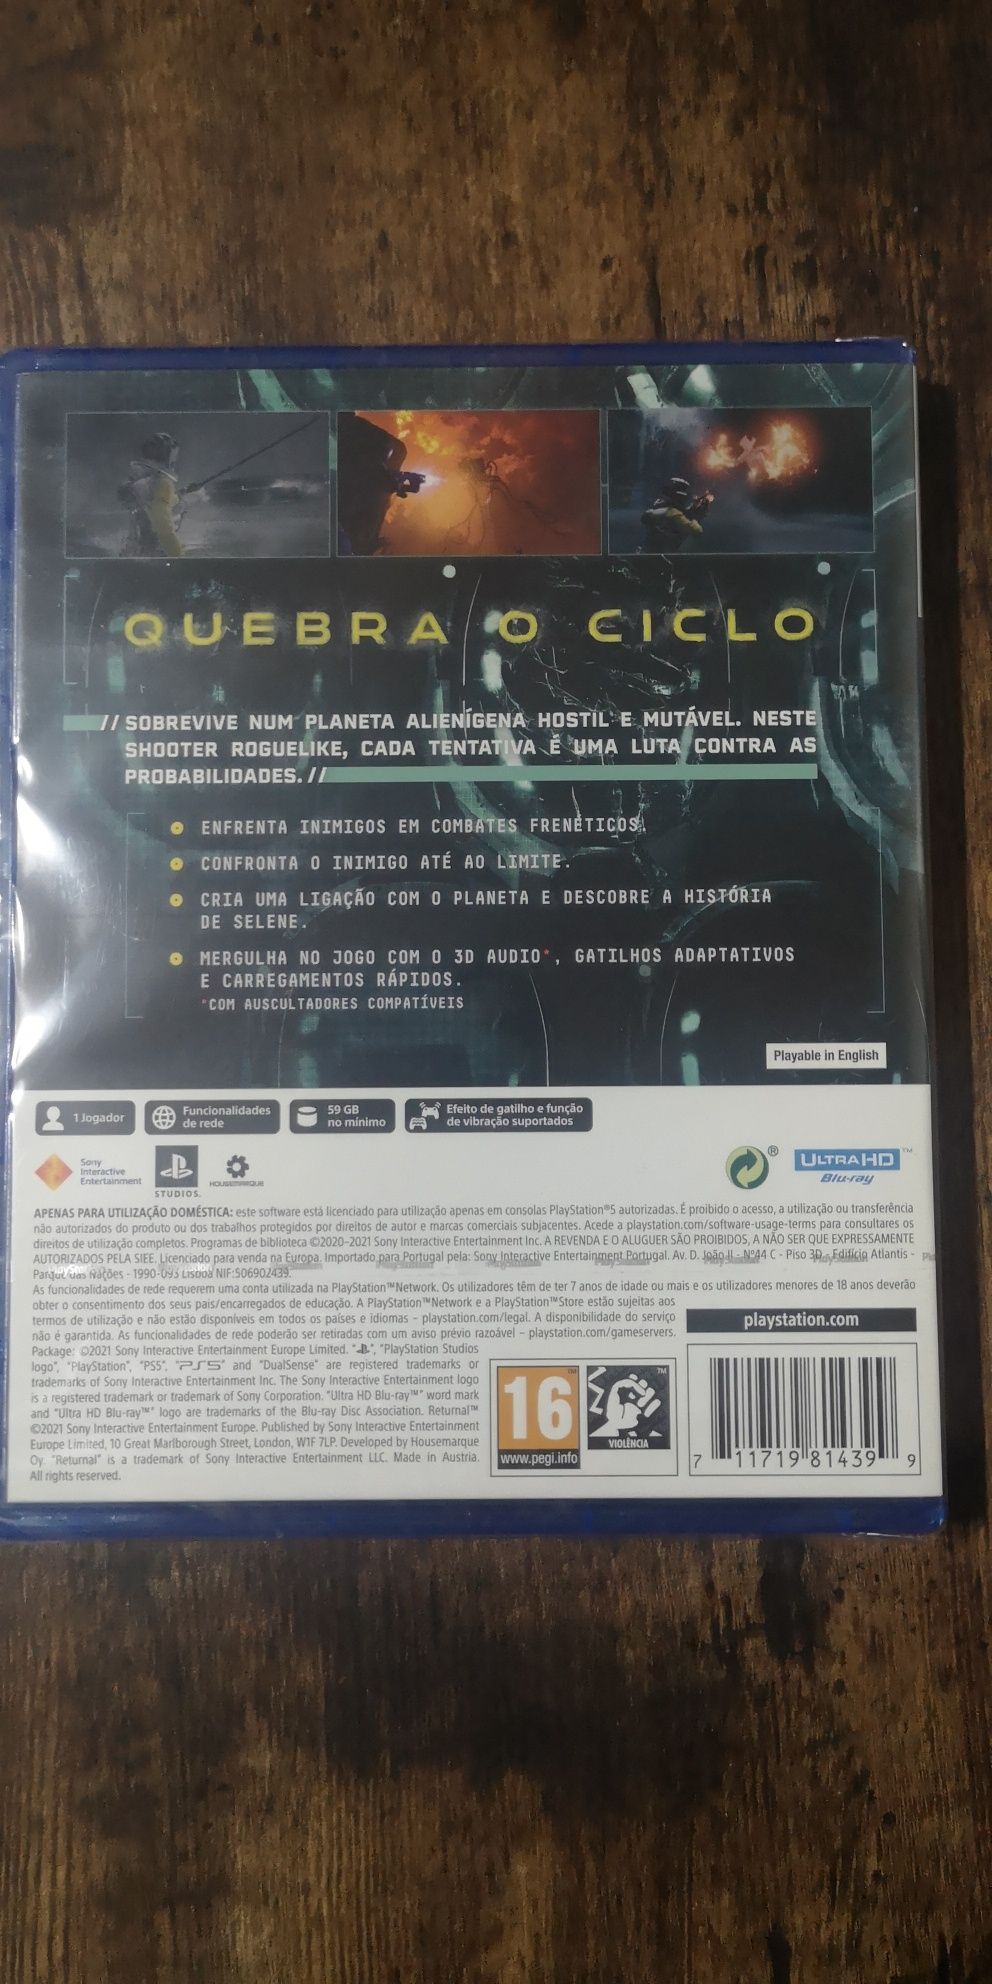 QUEBRA O CICLO
// SOBREVIVE NUM PLANETA ALIENÍGENA HOSTIL E MUTÁVEL. NESTE
SHOOTER ROGUELIKE, CADA TENTATIVA É UMA LUTA CONTRA AS
PROBABILIDADES. //
ENFRENTA INIMIGOS EM COMBATES FRENÉTICOS.
CONFRONTA O INIMIGO ATÉ AO LIMITE.
CRIA UMA LIGAÇÃO COM O PLANETA E DESCOBRE A HISTÓRIA
DE SELENE.
MERGULHA NO JOGO COM O 3D AUDIO*, GATILHOS ADAPTATIVOS
E CARREGAMENTOS RÁPIDOS.
*COM AUSCULTADORES COMPATÍVEIS
Playable in English
1 Jogador
Funcionalidades
de rede
59 GB
no mínimo
Efeito de gatilho e função
de vibração suportados
Sony
Interactive
Entertainment
STUDIOS.
HOUSEMARQUE
ULTRA HD™
Blu-ray
APENAS PARA UTILIZAÇÃO DOMÉSTICA: este software está licenciado para utilização apenas em consolas PlayStation®5 autorizadas. É proibido o acesso, a utilização ou transferência
não autorizados do produto ou dos trabalhos protegidos por direitos de autor e marcas comerciais subjacentes. Acede a playstation.com/software-usage-terms para consultares os
direitos de utilização completos. Programas de biblioteca ©2020-2021 Sony Interactive Entertainment Inc. A REVENDA E O ALUGUER SÃO PROIBIDOS, A NÃO SER QUE EXPRESSAMENTE
AUTORIZADOS PELA SIEE. Licenciado para venda na Europa. Importado para Portugal pela: Sony Interactive Entertainment Portugal. Av. D. João II - Nº44 C - Piso 3D - Edifício Atlantis -
Parque das Nações - 1990-093 Lisboa NIF:506902439.
As funcionalidades de rede requerem uma conta utilizada na PlayStation™Network. Os utilizadores têm de ter 7 anos de idade ou mais e os utilizadores menores de 18 anos deverão
obter o consentimento dos seus pais/encarregados de educação. A PlayStation™Network e a PlayStation™Store estão sujeitas aos
termos de utilização e não estão disponíveis em todos os países e idiomas – playstation.com/legal. A disponibilidade do serviço
não é garantida. As funcionalidades de rede poderão ser retiradas com um aviso prévio razoável – playstation.com/gameservers.
Package: ©2021 Sony Interactive Entertainment Europe Limited. "", "PlayStation Studios
logo", "PlayStation", "PS5", "PS5" and "DualSense" are registered trademarks or
trademarks of Sony Interactive Entertainment Inc. The Sony Interactive Entertainment logo
is a registered trademark or trademark of Sony Corporation. "Ultra HD Blu-ray™" word mark
and "Ultra HD Blu-ray™" logo are trademarks of the Blu-ray Disc Association. Returnal™
©2021 Sony Interactive Entertainment Europe. Published by Sony Interactive Entertainment
Europe Limited, 10 Great Marlborough Street, London, W1F 7LP. Developed by Housemarque
Oy. "Returnal" is a trademark of Sony Interactive Entertainment LLC. Made in Austria.
All rights reserved.
playstation.com
16
www.pegi.info
VIOLÊNCIA
7 11719 81439 9